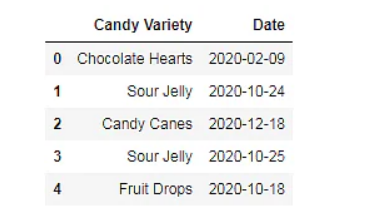 Candy Variety Date
0 Chocolate Hearts 2020-02-09
1 Sour Jelly 2020-10-24
2 Candy Canes 2020-12-18
3 Sour Jelly 2020-10-25
4 Fruit Drops 2020-10-18